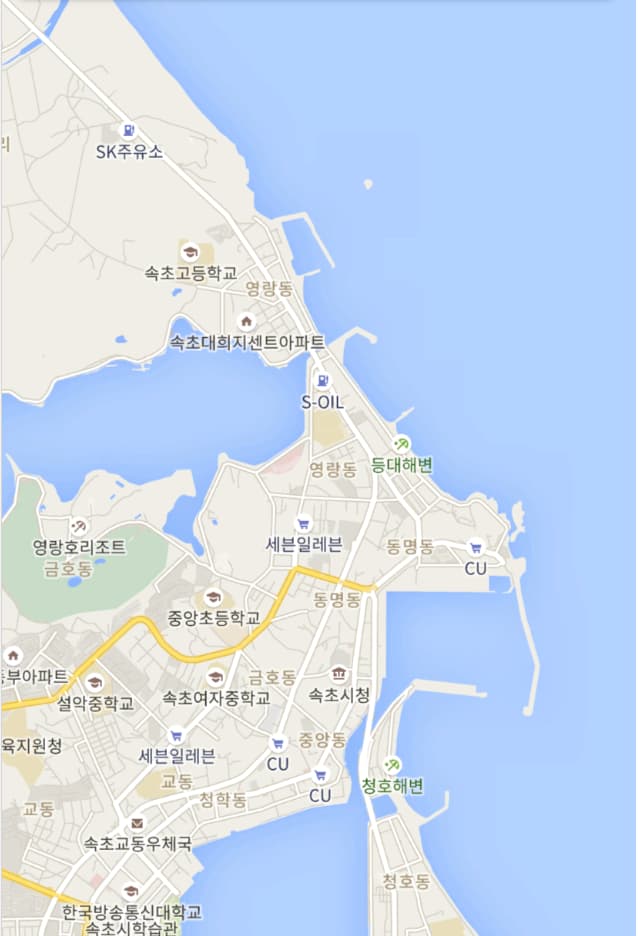 SK주유소
리
속초고등학교
영랑동
속초대희지센트아파트
S-OIL
등대해변
영랑동
세븐일레븐
동명동
영랑호리조트
CU
금호동
동명동
중앙초등학교
동부아파트
금호동
속초시청
설악중학교
속초여자중학교
육지원청
중앙동
세븐일레븐
CU
교동
청호해변
CU
청학동
교동
속초교동우체국
청호동
한국방송통신대학교
속초시학습관